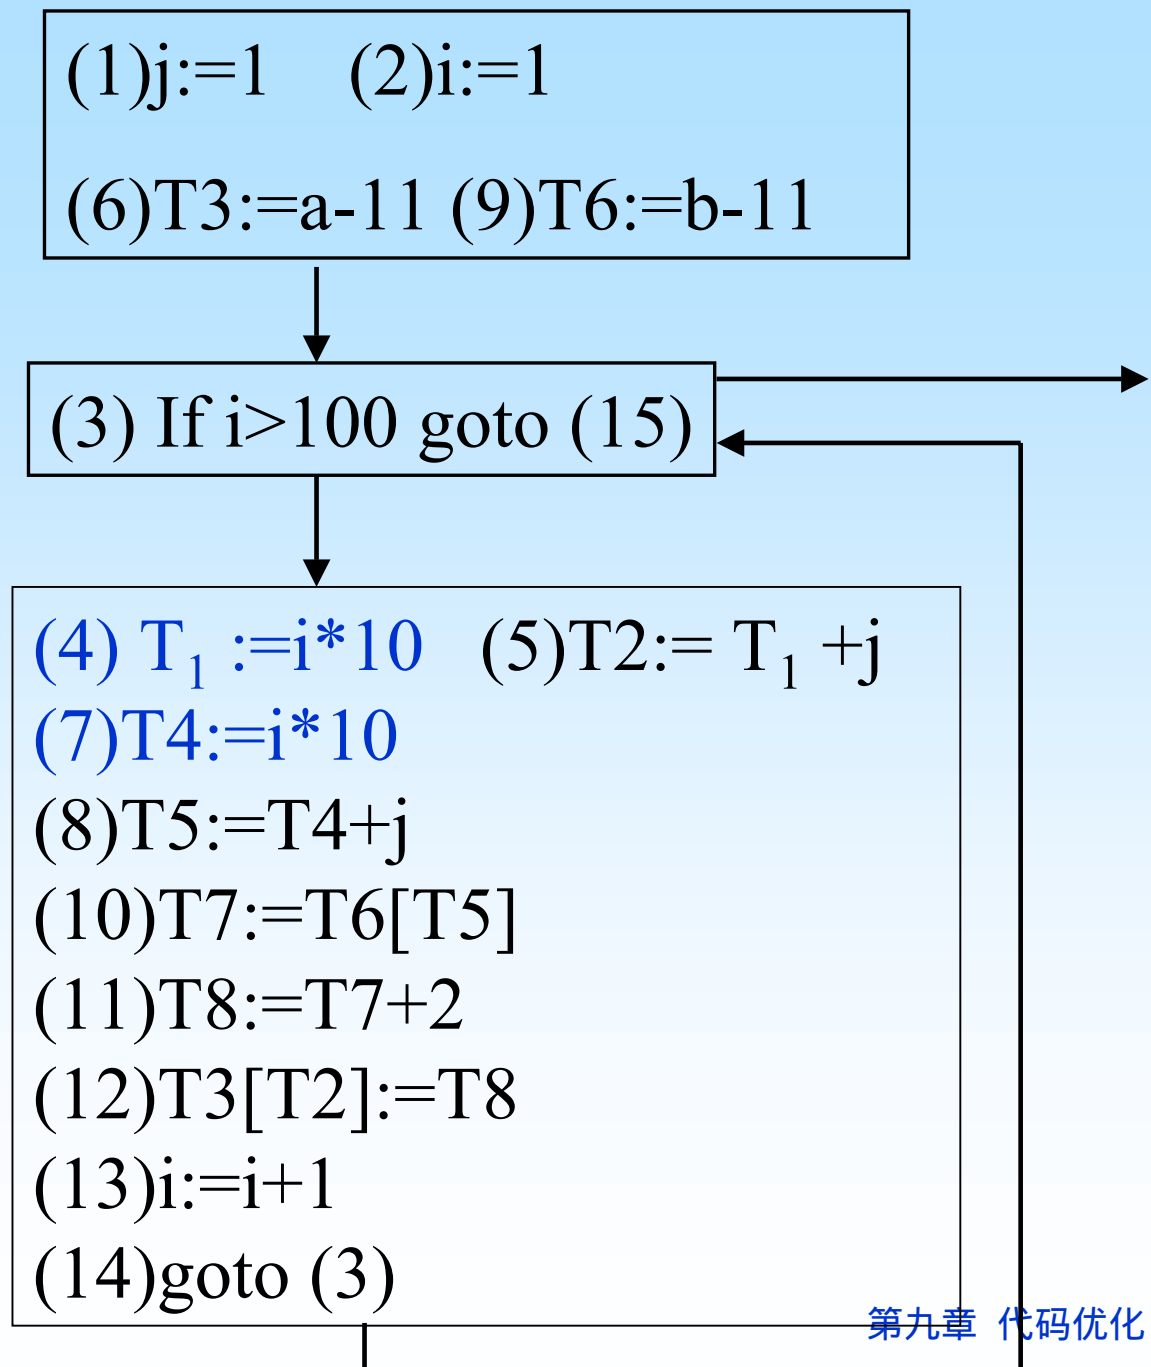 (1)j:=1 (2)i:=1
(6)T3:=a-11 (9)T6:=b-11
(3) If i>100 goto (15)
(4) T₁ :=i*10 (5)T2:= T₁ +j
(7)T4:=i*10
(8)T5:=T4+j
(10)T7:=T6[T5]
(11)T8:=T7+2
(12)T3[T2]:=T8
(13)i:=i+1
(14)goto (3)
第九章 代码优化